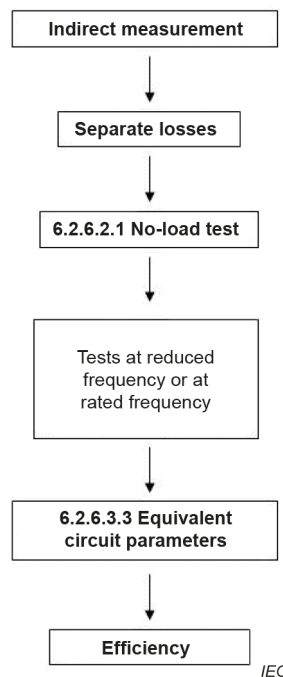 Indirect measurement
Separate losses
6.2.6.2.1 No-load test
Tests at reduced
frequency or at
rated frequency
6.2.6.3.3 Equivalent
circuit parameters
Efficiency
IEC